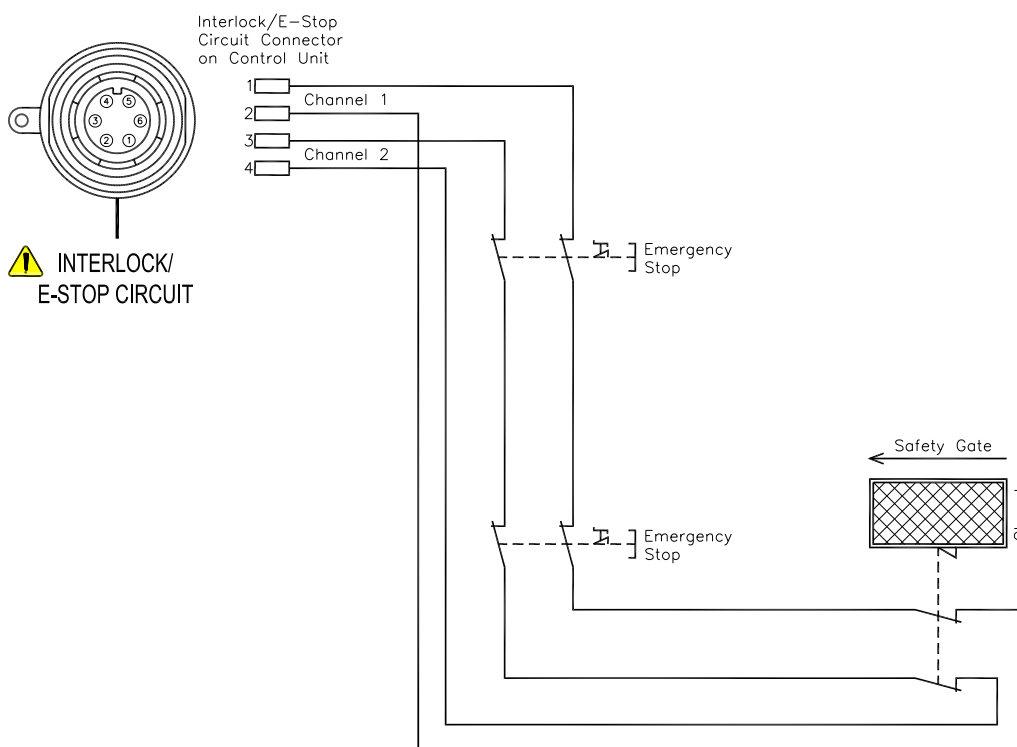 Interlock/E-Stop
Circuit Connector
on Control Unit
1
Channel 1
2
3
Channel 2
4
4 5
3 6
2 1
INTERLOCK/
E-STOP CIRCUIT
Emergency
Stop
Safety Gate
Emergency
Stop